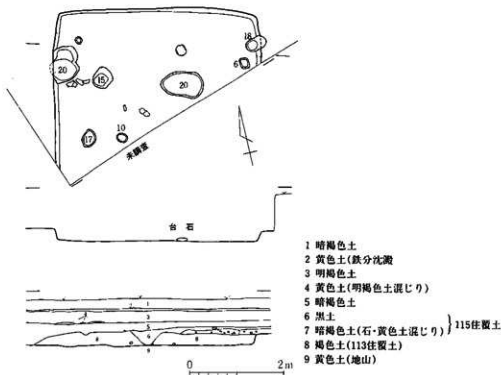 18
6
20
15
20
17
10
未調査
台石
1 暗褐色土
2 黄色土(鉄分沈澱
3 明褐色土
4 黄色土(明褐色土混じり)
5 暗褐色土
6 黒土
7 暗褐色土(石・黄色土混じり)
115住覆土
8 褐色土(113住覆土)
9 黄色土(地山)
0 2m